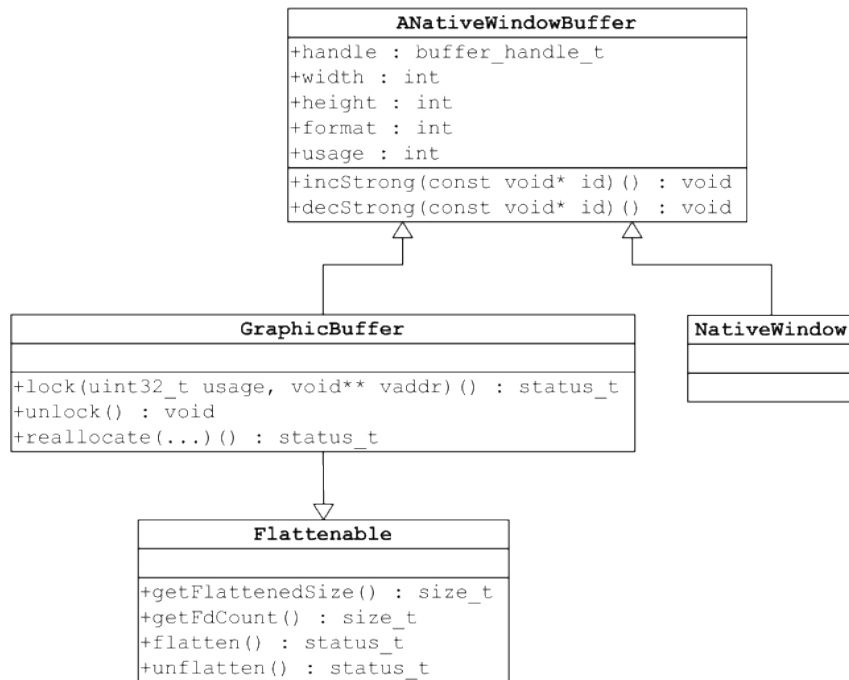 ANativeWindowBuffer
+handle : buffer_handle_t
+width : int
+height : int
+format : int
+usage : int
+incStrong(const void* id)() : void
+decStrong(const void* id)() : void
GraphicBuffer
NativeWindow
+lock(uint32_t usage, void** vaddr)() : status_t
+unlock() : void
+reallocate(...)() : status_t
Flattenable
+getFlattenedSize() : size_t
+getFdCount() : size_t
+flatten() : status_t
+unflatten() : status_t